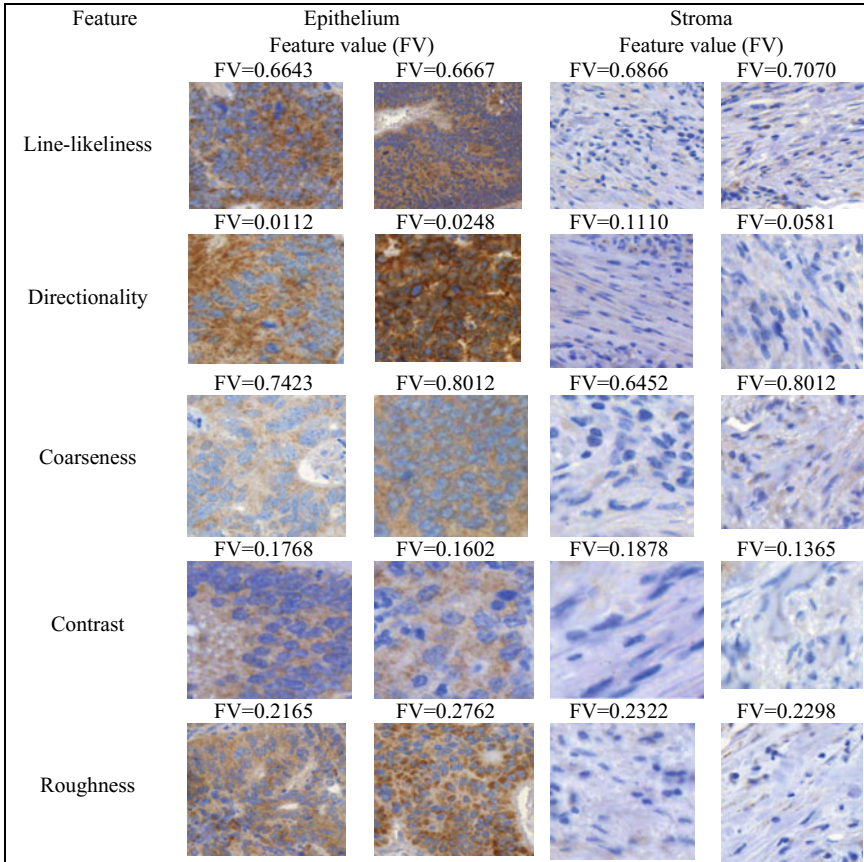 Feature Epithelium Stroma
Feature value (FV) Feature value (FV)
FV=0.6643 FV=0.6667 FV=0.6866 FV=0.7070
Line-likeliness
FV=0.0112 FV=0.0248 FV=0.1110 FV=0.0581
Directionality
FV=0.7423 FV=0.8012 FV=0.6452 FV=0.8012
Coarseness
FV=0.1768 FV=0.1602 FV=0.1878 FV=0.1365
Contrast
FV=0.2165 FV=0.2762 FV=0.2322 FV=0.2298
Roughness